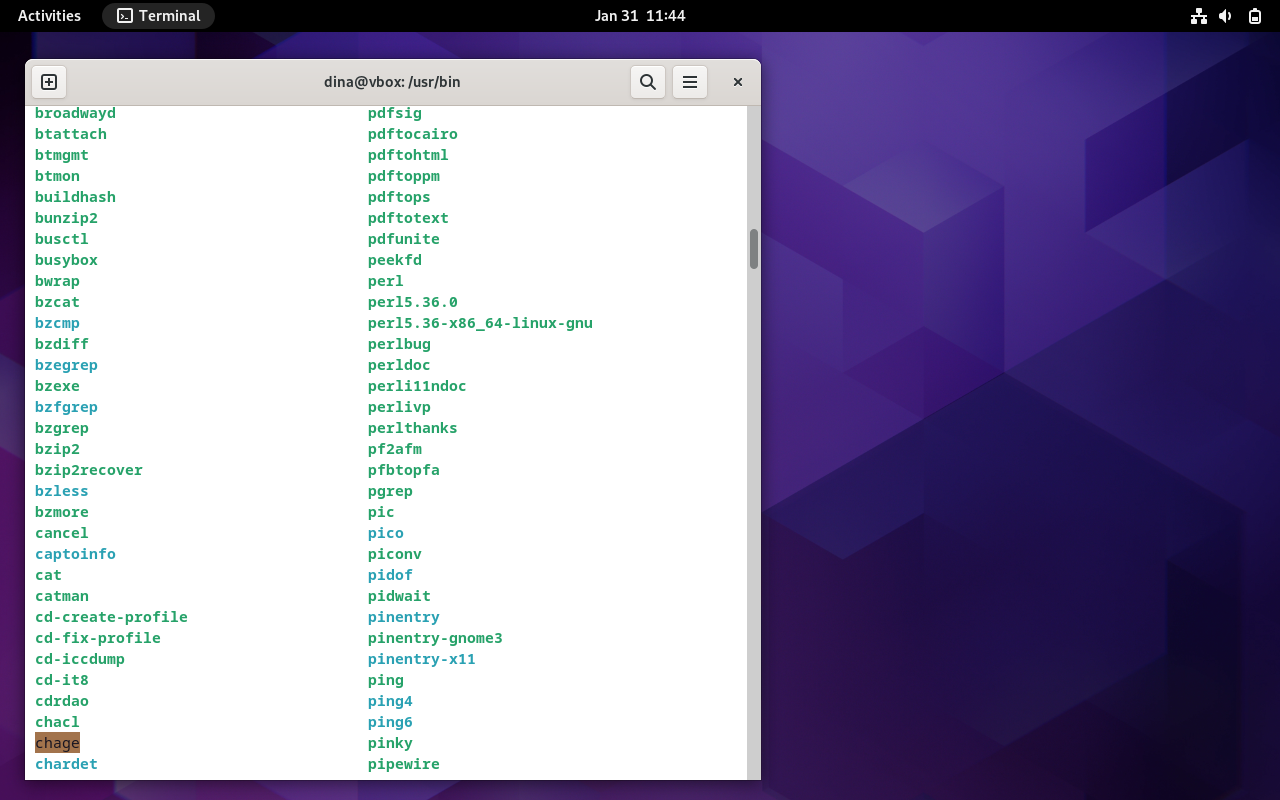 Activities Terminal Jan 31 11:44
dina@vbox: /usr/bin
broadwayd pdfsig
btattach pdftocairo
btmgmt pdftohtml
btmon pdftoppm
buildhash pdftops
bunzip2 pdftotext
busctl pdfunite
busybox peekfd
bwrap perl
bzcat perl5.36.0
bzcmp perl5.36-x86_64-linux-gnu
bzdiff perlbug
bzegrep perldoc
bzexe perli11ndoc
bzfgrep perlivp
bzgrep perlthanks
bzip2 pf2afm
bzip2recover pfbtopfa
bzless pgrep
bzmore pic
cancel pico
captoinfo piconv
cat pidof
catman pidwait
cd-create-profile pinentry
cd-fix-profile pinentry-gnome3
cd-iccdump pinentry-x11
cd-it8 ping
cdrdao ping4
chacl ping6
chage pinky
chardet pipewire